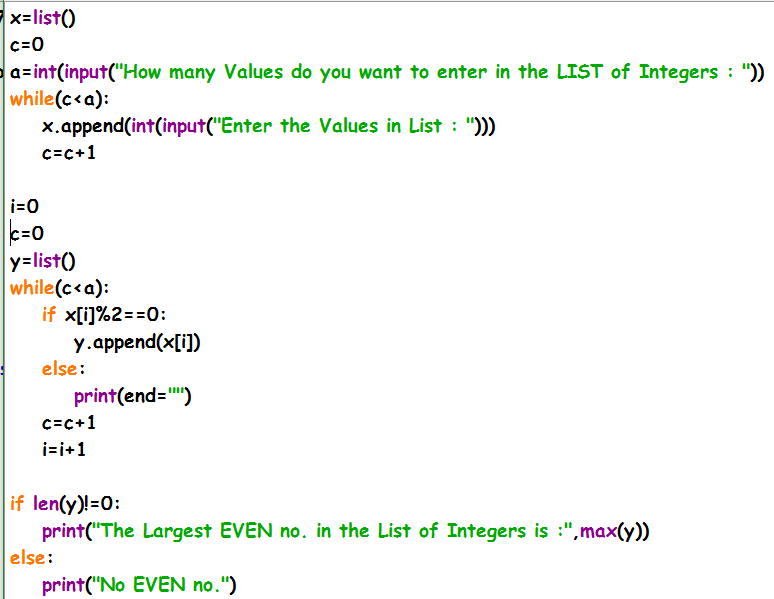 x=list()
c=0
a=int(input("How many Values do you want to enter in the LIST of Integers : "))
while(c<a):
    x.append(int(input("Enter the Values in List : ")))
    c=c+1

i=0
c=0
y=list()
while(c<a):
    if x[i]%2==0:
        y.append(x[i])
    else:
        print(end="")
    c=c+1
    i=i+1

if len(y)!=0:
    print("The Largest EVEN no. in the List of Integers is :",max(y))
else:
    print("No EVEN no.")